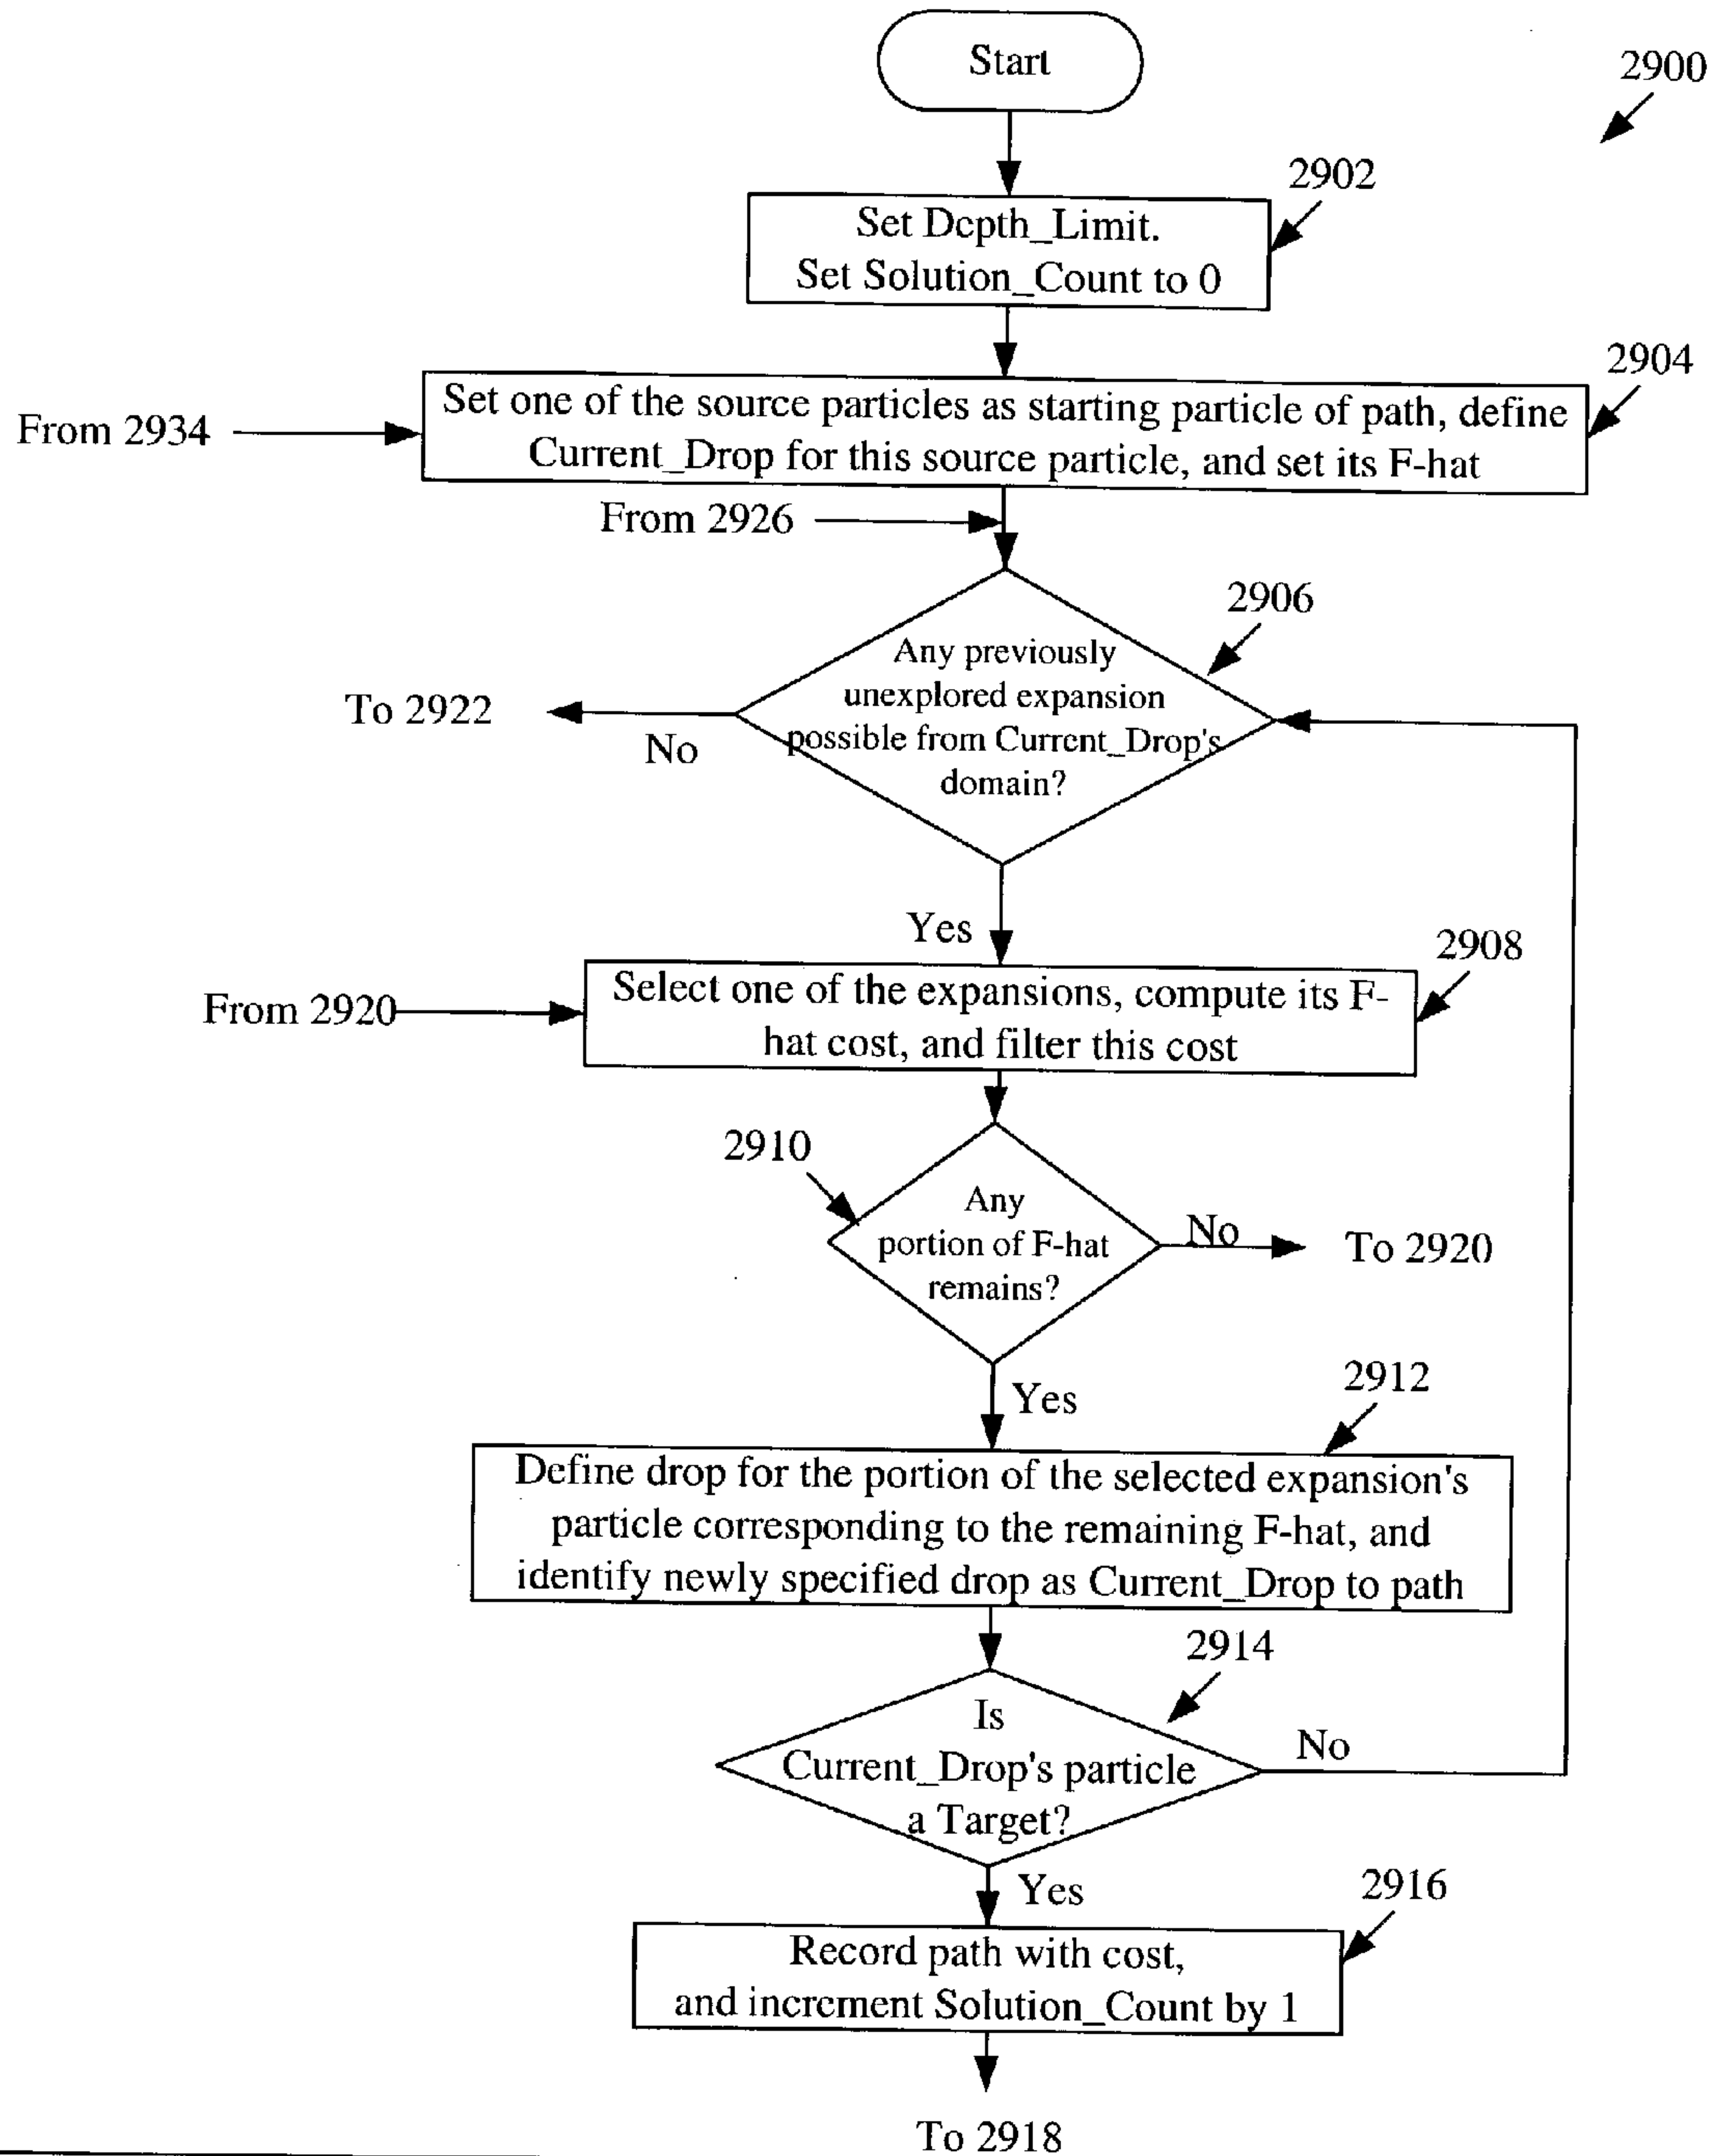 Start
2900
2902
Set Depth_Limit.
Set Solution_Count to 0
2904
Set one of the source particles as starting particle of path, define
Current_Drop for this source particle, and set its F-hat
From 2934
From 2926
2906
Any previously
unexplored expansion
possible from Current_Drop's
domain?
To 2922
No
Yes
2908
From 2920
Select one of the expansions, compute its F-
hat cost, and filter this cost
2910
Any
portion of F-hat
remains?
No
To 2920
Yes
2912
Define drop for the portion of the selected expansion's
particle corresponding to the remaining F-hat, and
identify newly specified drop as Current_Drop to path
2914
Is
Current_Drop's particle
a Target?
No
Yes
2916
Record path with cost,
and increment Solution_Count by 1
To 2918